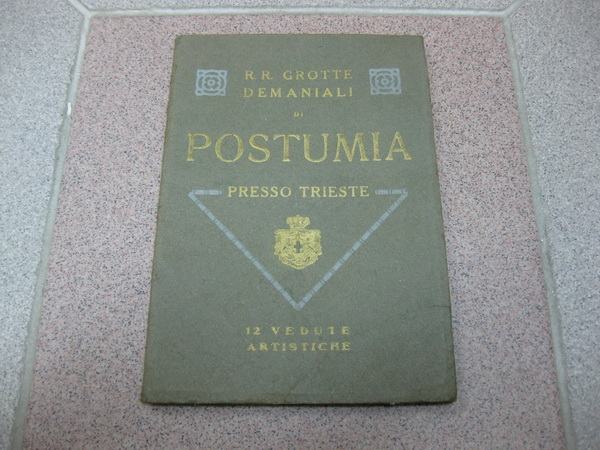 R. R. GROTTE
DEMANIALI
DI
POSTUMIA
PRESSO TRIESTE
12 VEDUTE
ARTISTICHE